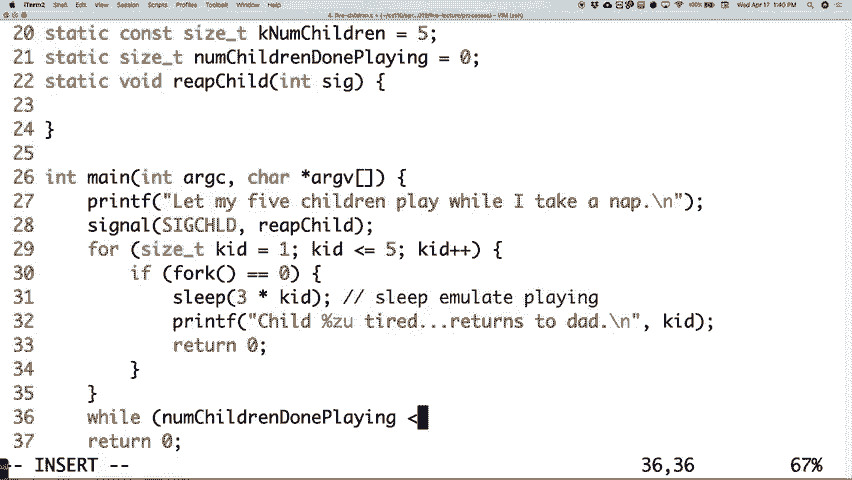 iTerm2 Shell Edit View Session Scripts Profiles Toolbelt Window Help 100% Wed Apr 17 1:40 PM
20 static const size_t kNumChildren = 5;
21 static size_t numChildrenDonePlaying = 0;
22 static void reapChild(int sig) {
23
24 }
25
26 int main(int argc, char *argv[]) {
27     printf("Let my five children play while I take a nap.\n");
28     signal(SIGCHLD, reapChild);
29     for (size_t kid = 1; kid <= 5; kid++) {
30         if (fork() == 0) {
31             sleep(3 * kid); // sleep emulate playing
32             printf("Child %zu tired...returns to dad.\n", kid);
33             return 0;
34         }
35     }
36     while (numChildrenDonePlaying <
37     return 0;
-- INSERT -- 36,36 67%